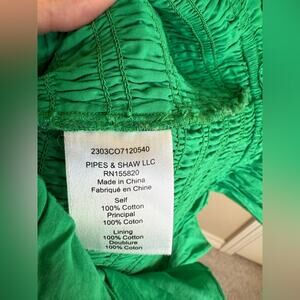 2303CO7120540
PIPES & SHAW LLC
RN155820
Made in China
Fabriqué en Chine
Self
100% Cotton
Principal
100% Coton
Lining
100% Cotton
Doublure
100% Coton